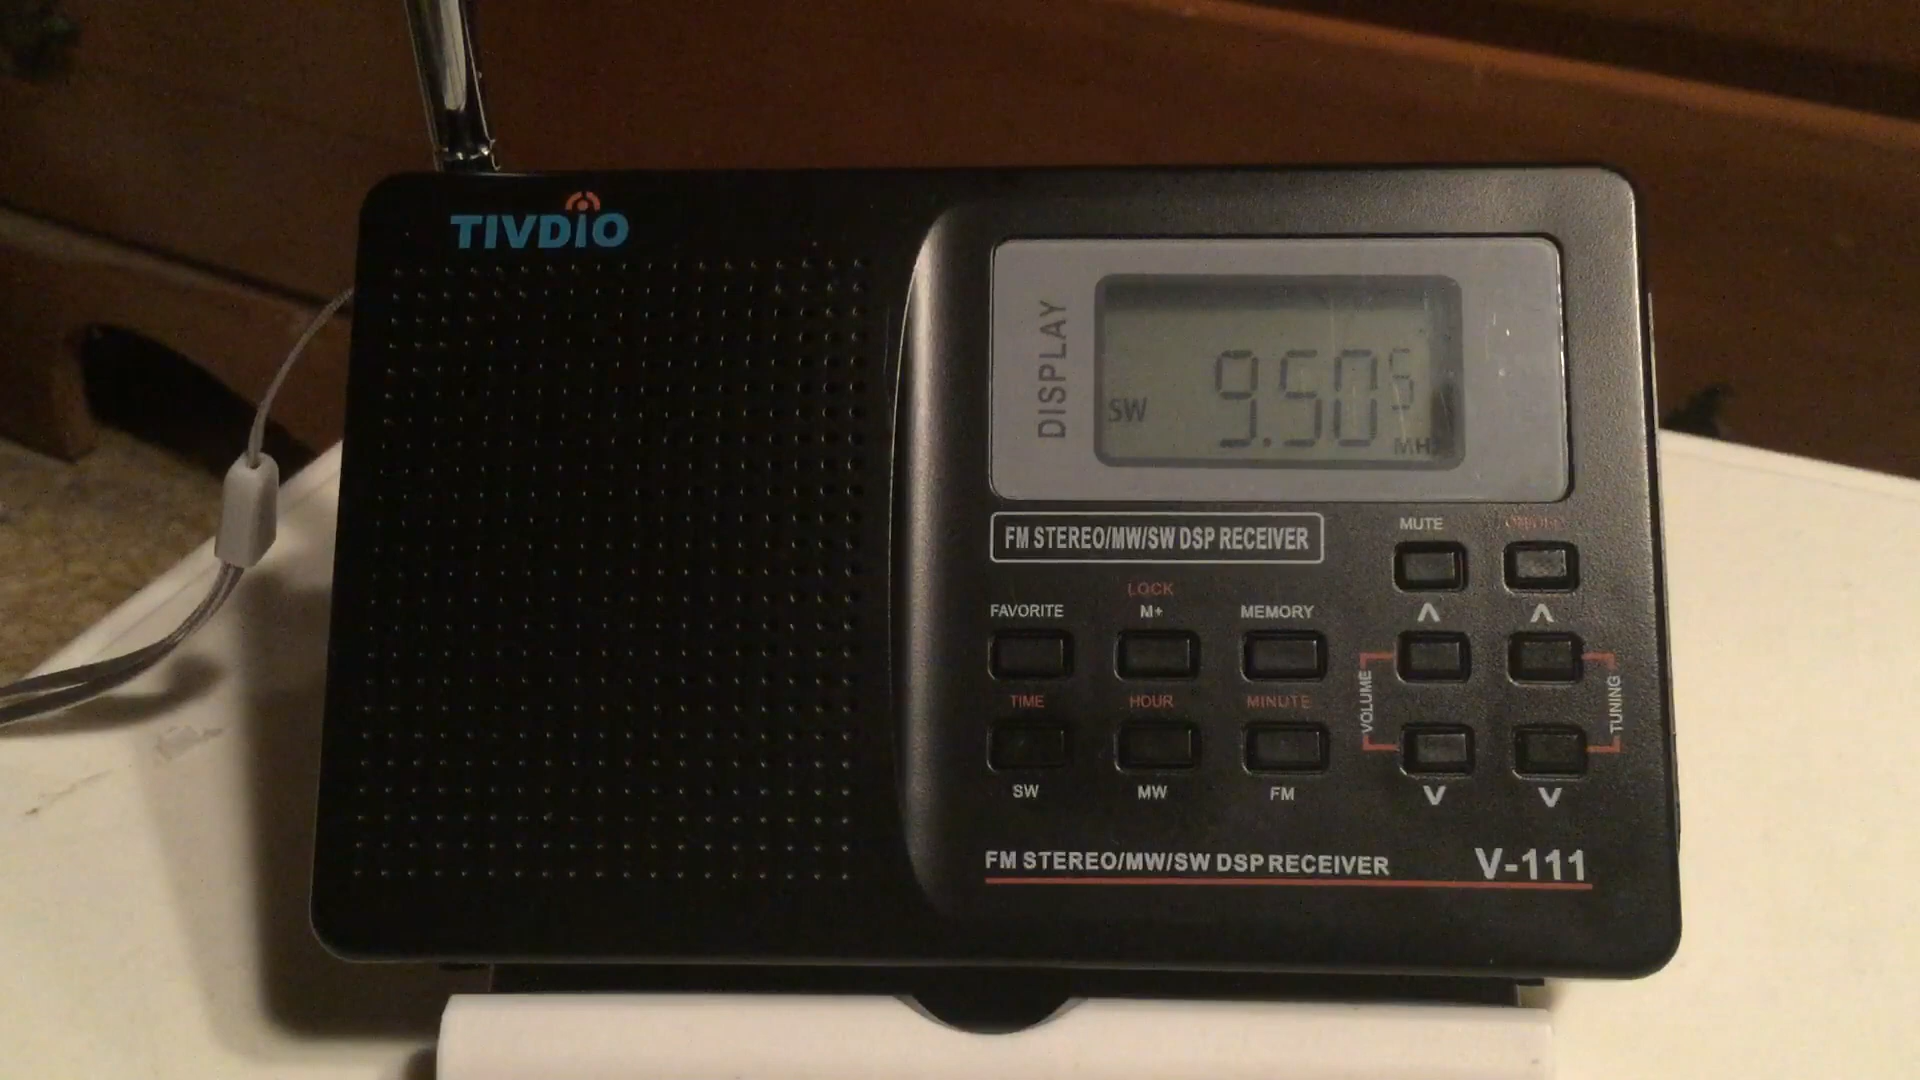 TIVDIO
DISPLAY
SW 9.505 MH
FM STEREO/MW/SW DSP RECEIVER
MUTE
LOCK
FAVORITE M+ MEMORY
TIME HOUR MINUTE
VOLUME
TUNING
SW MW FM
FM STEREO/MW/SW DSP RECEIVER V-111